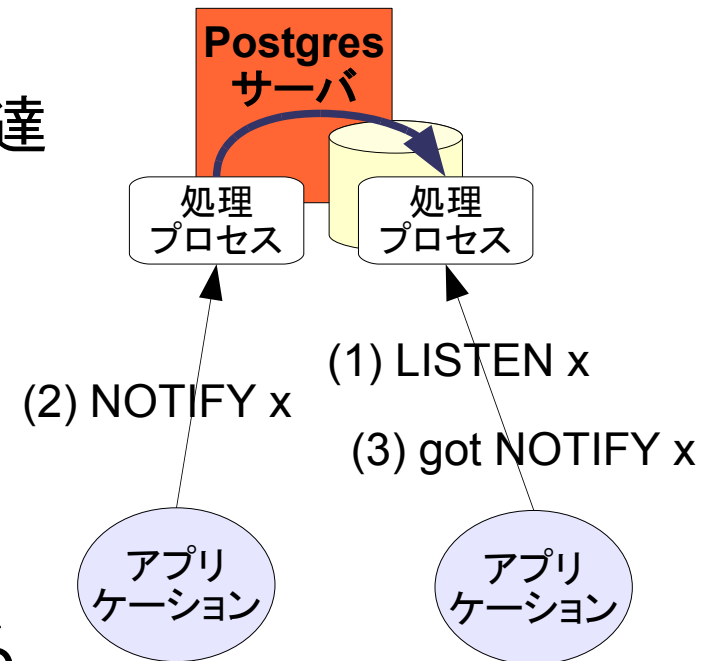 Postgres
サーバ
達
処理
プロセス
処理
プロセス
(1) LISTEN x
(2) NOTIFY x
(3) got NOTIFY x
アプリ
ケーション
アプリ
ケーション